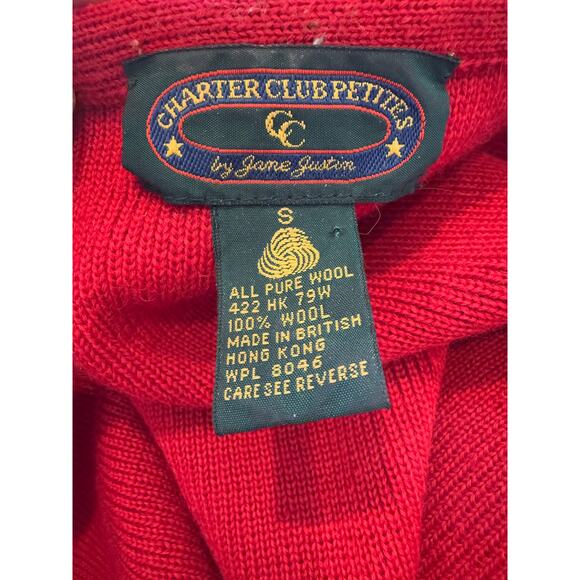 CHARTER CLUB PETITES
CC
by Jane Justin
S
ALL PURE WOOL
422 HK 79W
100% WOOL
MADE IN BRITISH
HONG KONG
WPL 8046
CARE SEE REVERSE